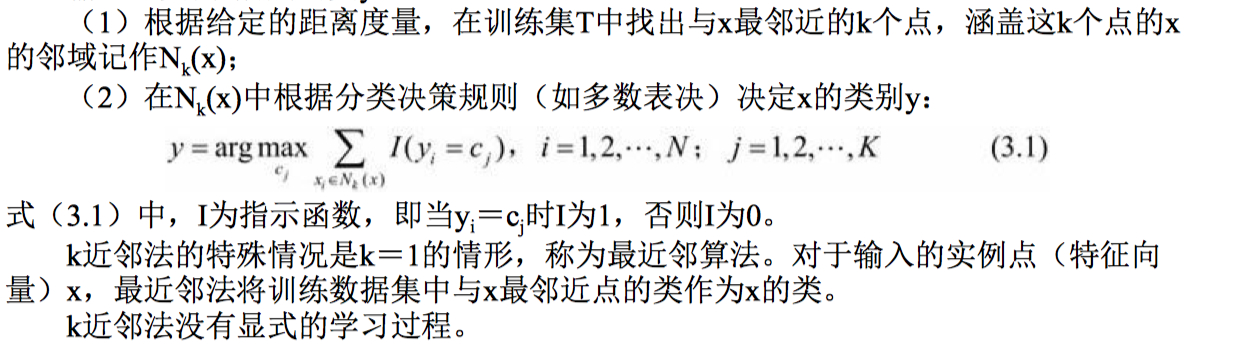 （1）根据给定的距离度量，在训练集T中找出与x最邻近的k个点，涵盖这k个点的x
的邻域记作Nk(x)；
（2）在Nk(x)中根据分类决策规则（如多数表决）决定x的类别y：
y = arg max_{c_j} ∑_{x_i∈N_k(x)} I(y_i = c_j)， i = 1,2,⋯,N； j = 1,2,⋯,K (3.1)
式（3.1）中，I为指示函数，即当yi＝cj时I为1，否则I为0。
k近邻法的特殊情况是k＝1的情形，称为最近邻算法。对于输入的实例点（特征向
量）x，最近邻法将训练数据集中与x最邻近点的类作为x的类。
k近邻法没有显式的学习过程。